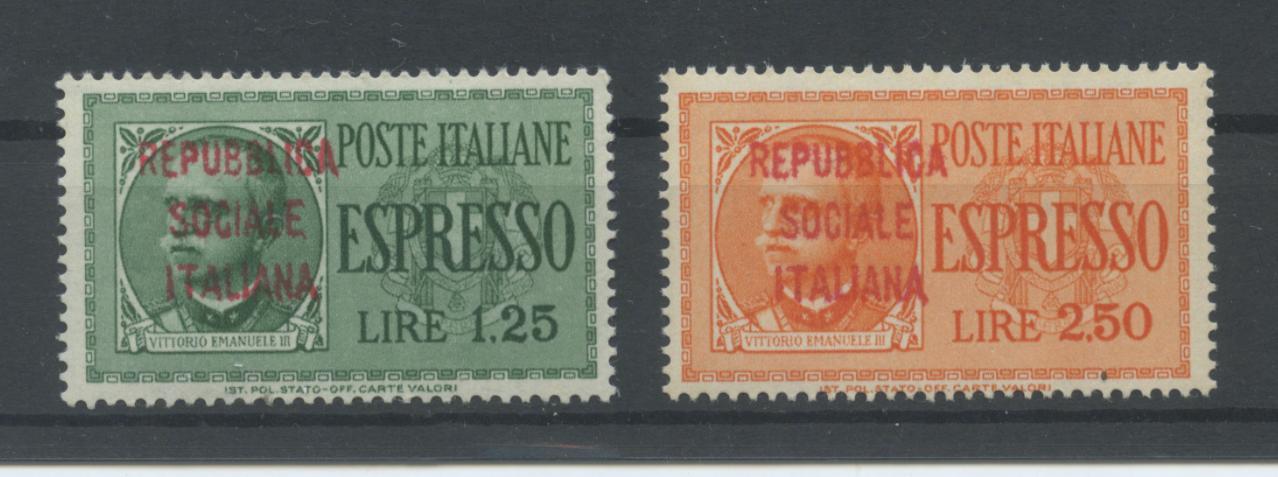 POSTE ITALIANE
REPUBBLICA
SOCIALE
ITALIANA
ESPRESSO
LIRE 1.25
VITTORIO EMANUELE III
IST. POL. STATO-OFF. CARTE VALORI
POSTE ITALIANE
REPUBBLICA
SOCIALE
ITALIANA
ESPRESSO
LIRE 2.50
VITTORIO EMANUELE III
IST. POL. STATO-OFF. CARTE VALORI